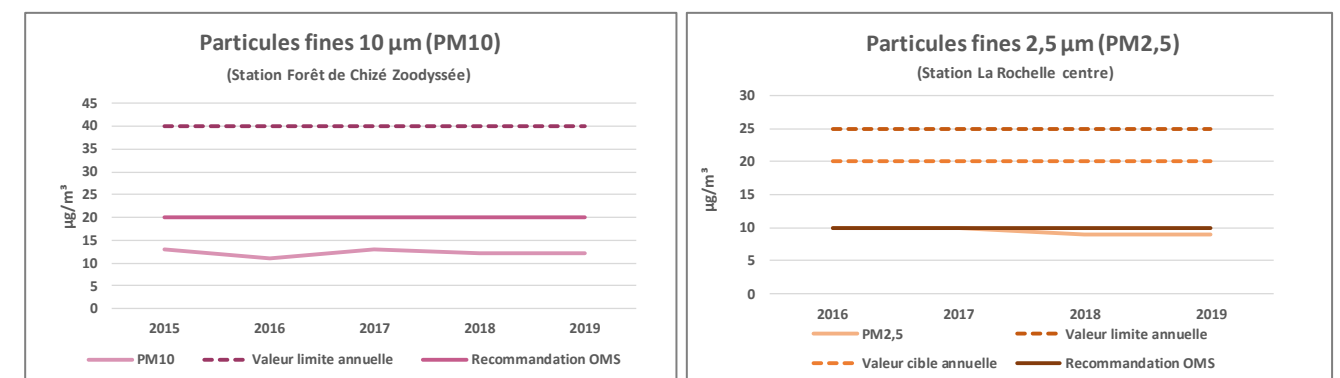 Particules fines 10 µm (PM10)
(Station Forêt de Chizé Zoodyssée)
45
40
35
30
25
20
15
10
5
0
µg/m³
2015 2016 2017 2018 2019
PM10 Valeur limite annuelle Recommandation OMS
Particules fines 2,5 µm (PM2,5)
(Station La Rochelle centre)
30
25
20
15
10
5
0
µg/m³
2016 2017 2018 2019
PM2,5 Valeur limite annuelle
Valeur cible annuelle Recommandation OMS